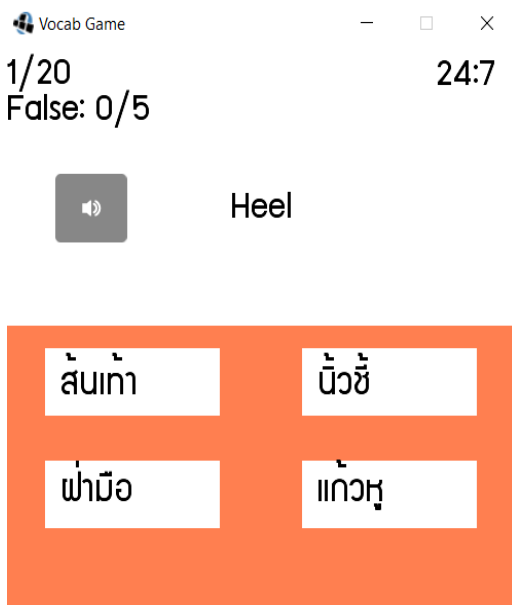 Vocab Game
1/20 24:7
False: 0/5
Heel
ส้นเท้า นิ้วชี้
ฝ่ามือ แก้วหู